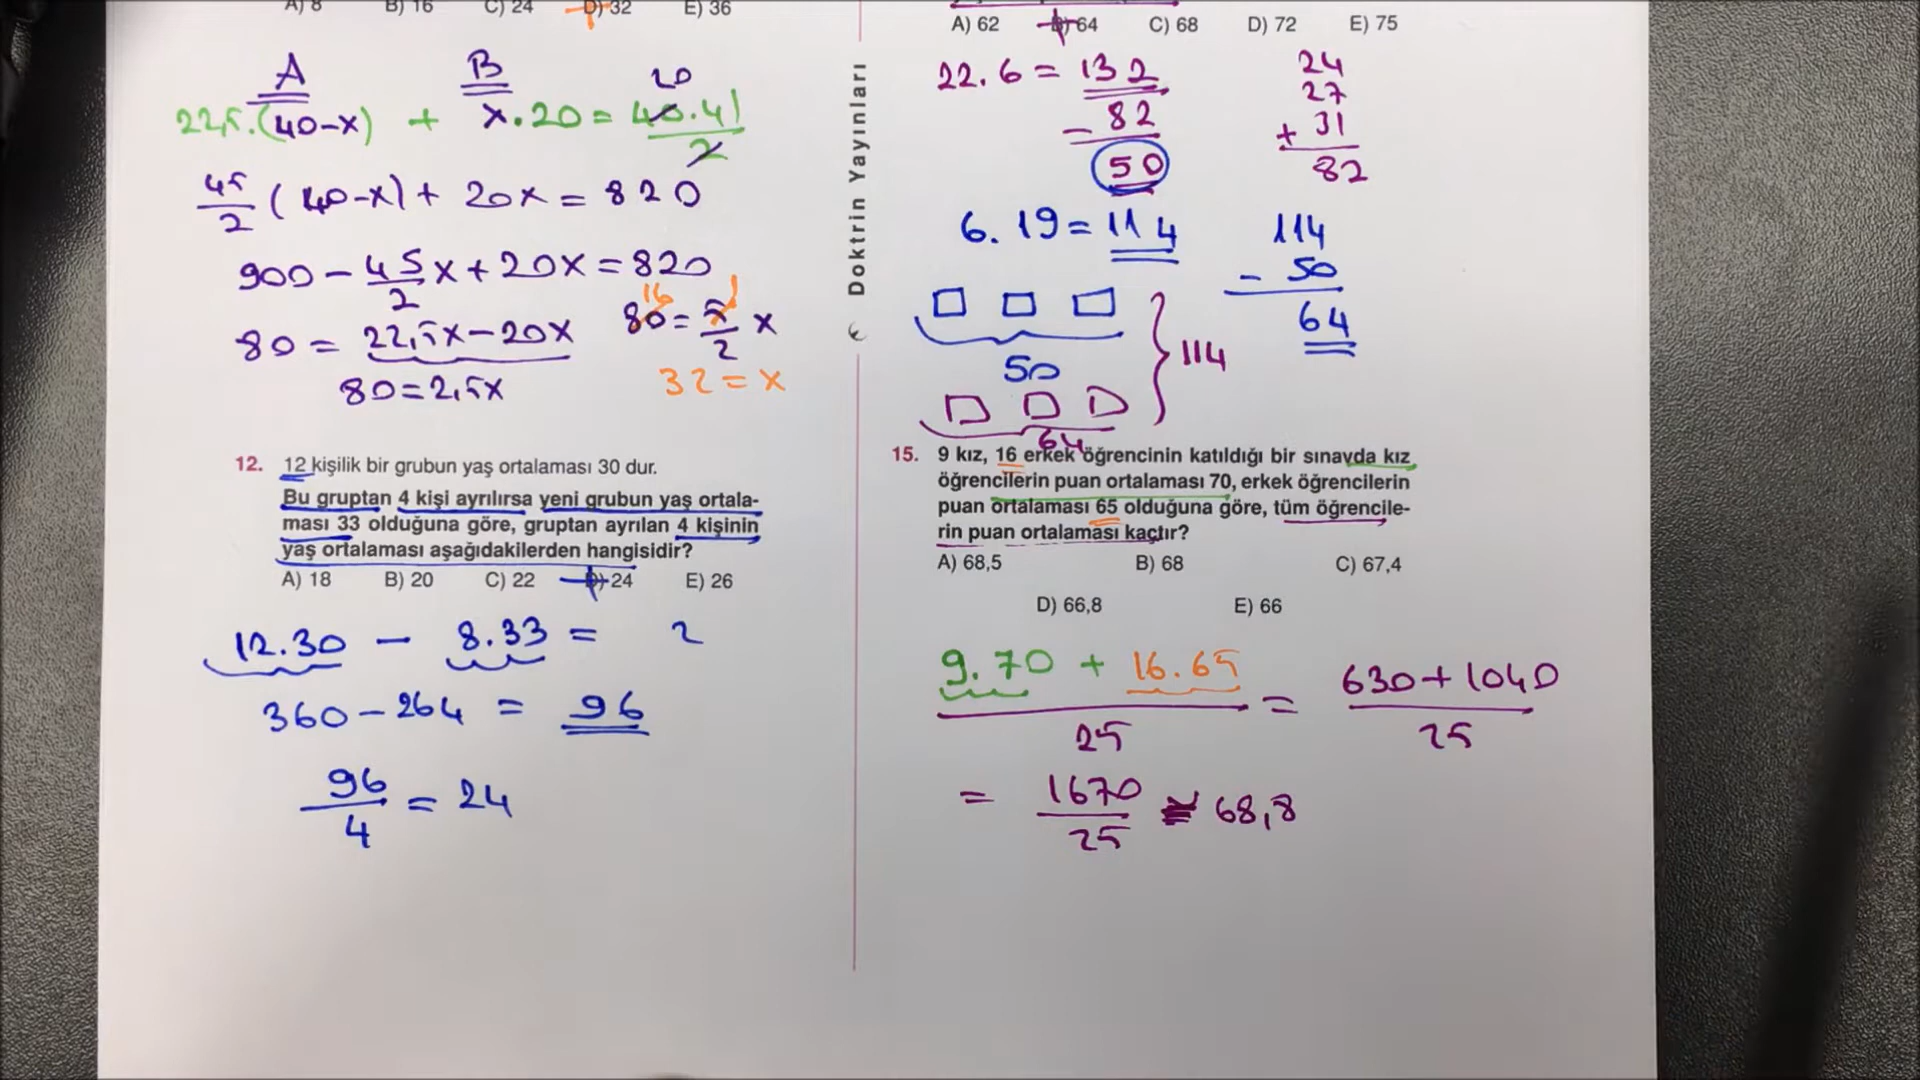 A) 8 B) 16 C) 24 D) 32 E) 36
A B
22,5.(40-x) + x.20 = 40.41
20
2
45
2
(40-x) + 20x = 820
900 - 45/2 x + 20x = 820
80 = 22,5x - 20x
80 = 2,5x
16 1
80 = 5/2 x
32 = x
12. 12 kişilik bir grubun yaş ortalaması 30 dur.
Bu gruptan 4 kişi ayrılırsa yeni grubun yaş ortala-
ması 33 olduğuna göre, gruptan ayrılan 4 kişinin
yaş ortalaması aşağıdakilerden hangisidir?
A) 18 B) 20 C) 22 D) 24 E) 26
12.30 - 8.33 = ?
360 - 264 = 96
96/4 = 24
Doktrin Yayınları
A) 62 B) 64 C) 68 D) 72 E) 75
22.6 = 132
- 82
50
24
27
+ 31
82
6.19 = 114
114
- 50
64
50
64
114
15. 9 kız, 16 erkek öğrencinin katıldığı bir sınavda kız
öğrencilerin puan ortalaması 70, erkek öğrencilerin
puan ortalaması 65 olduğuna göre, tüm öğrencile-
rin puan ortalaması kaçtır?
A) 68,5 B) 68 C) 67,4
D) 66,8 E) 66
9.70 + 16.65 = 630 + 1040
25 25
= 1670/25 = 68,8